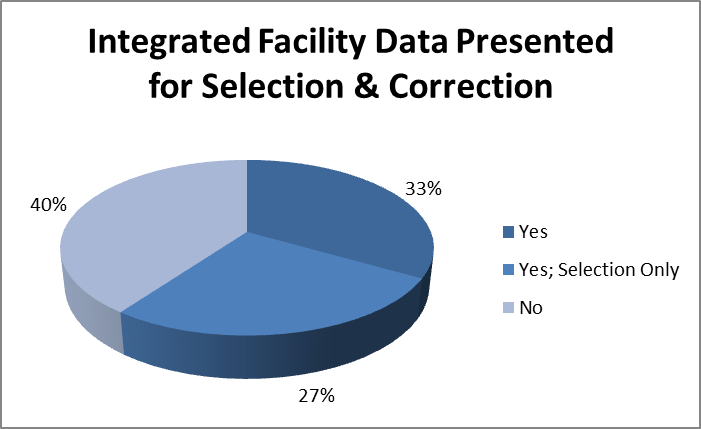 Integrated Facility Data Presented
for Selection & Correction
40%
33%
27%
Yes
Yes; Selection Only
No